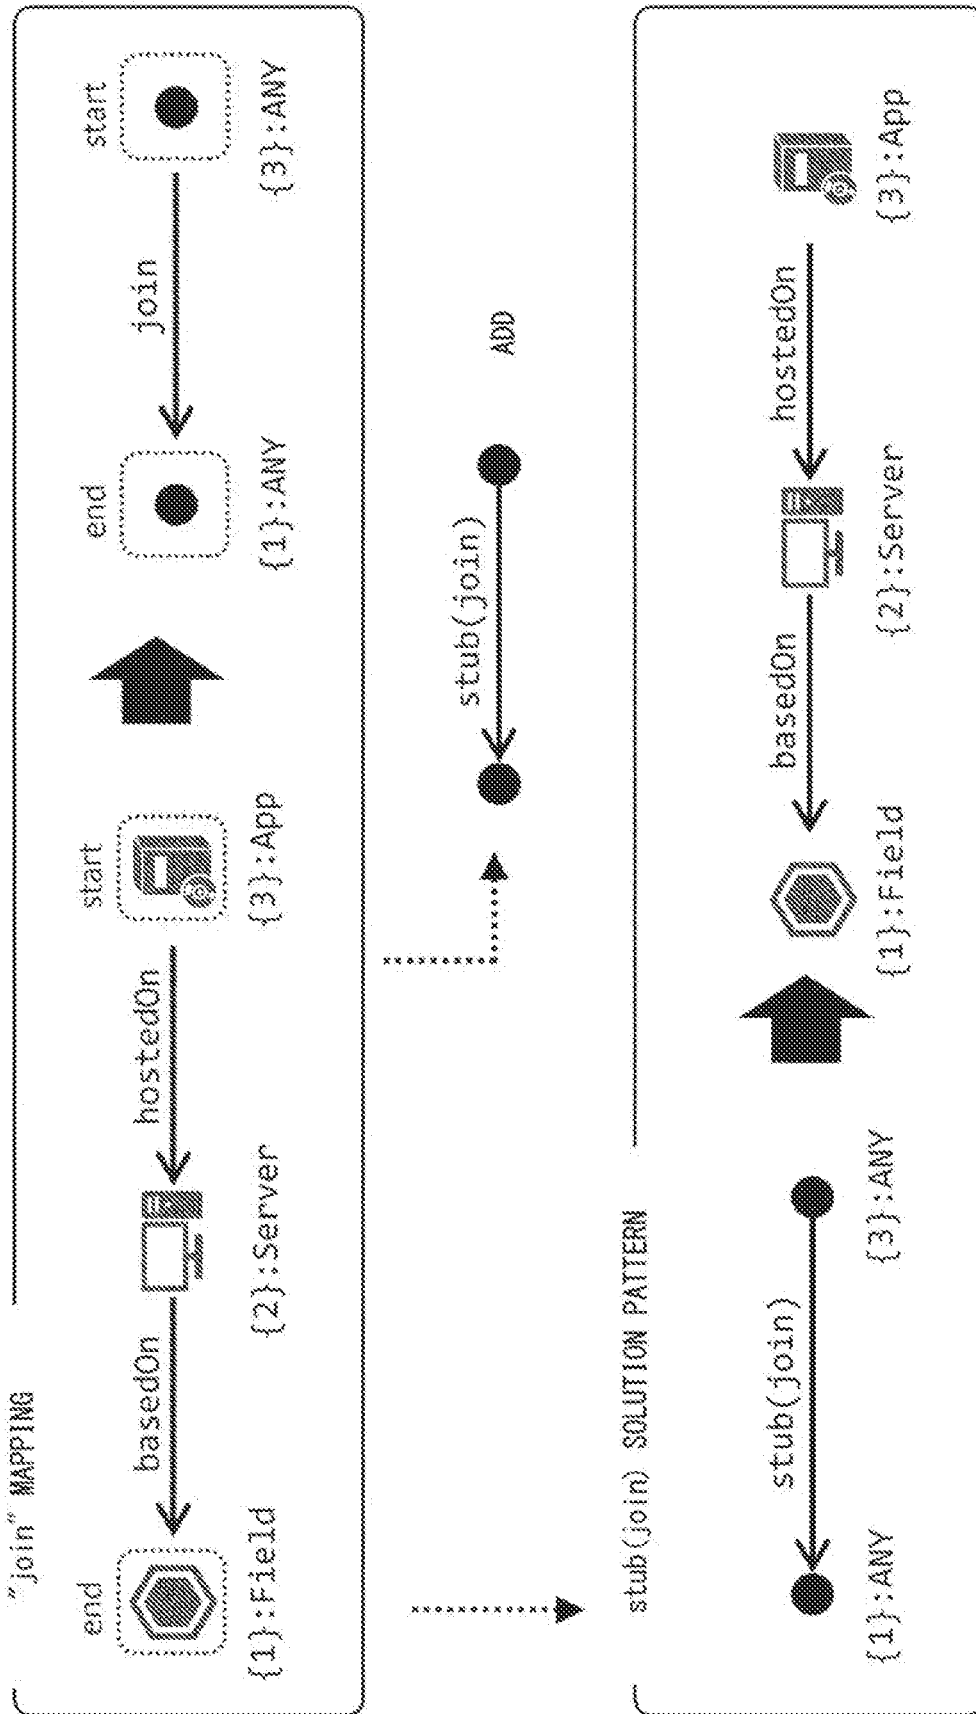 "join" MAPPING
end
start
end
start
basedOn
hostedOn
join
{1}:Field
{2}:Server
{3}:App
{1}:ANY
{3}:ANY
stub(join)
ADD
stub(join) SOLUTION PATTERN
stub(join)
basedOn
hostedOn
{1}:ANY
{3}:ANY
{1}:Field
{2}:Server
{3}:App